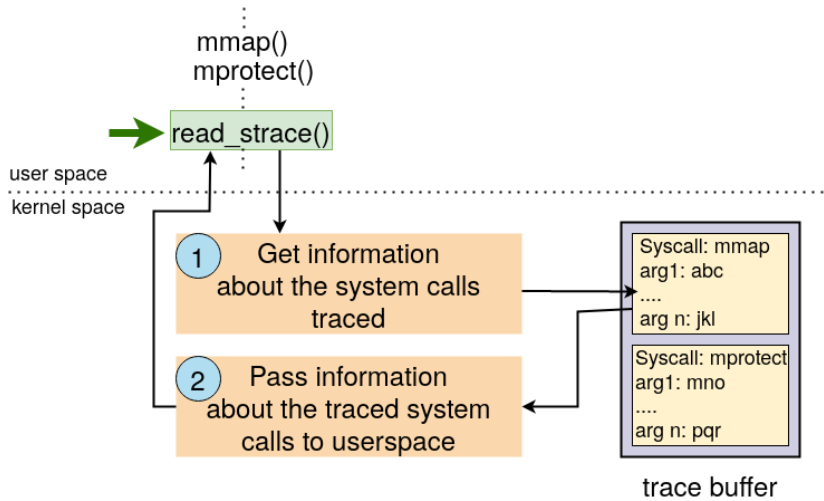 mmap()
mprotect()
read_strace()
user space
kernel space
1
Get information
about the system calls
traced
2
Pass information
about the traced system
calls to userspace
Syscall: mmap
arg1: abc
....
arg n: jkl
Syscall: mprotect
arg1: mno
....
arg n: pqr
trace buffer